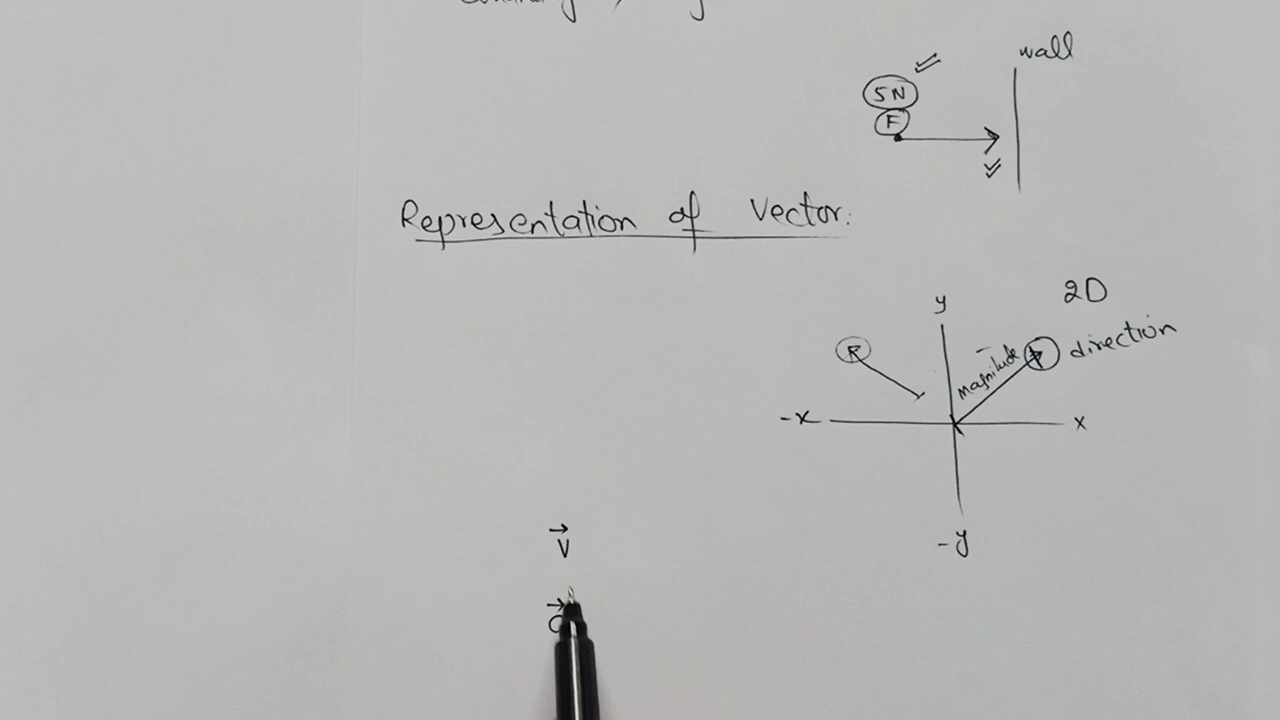 wall
5N
F
Representation of Vector.
2D
y
R
magnitude
direction
-x
x
V
-y